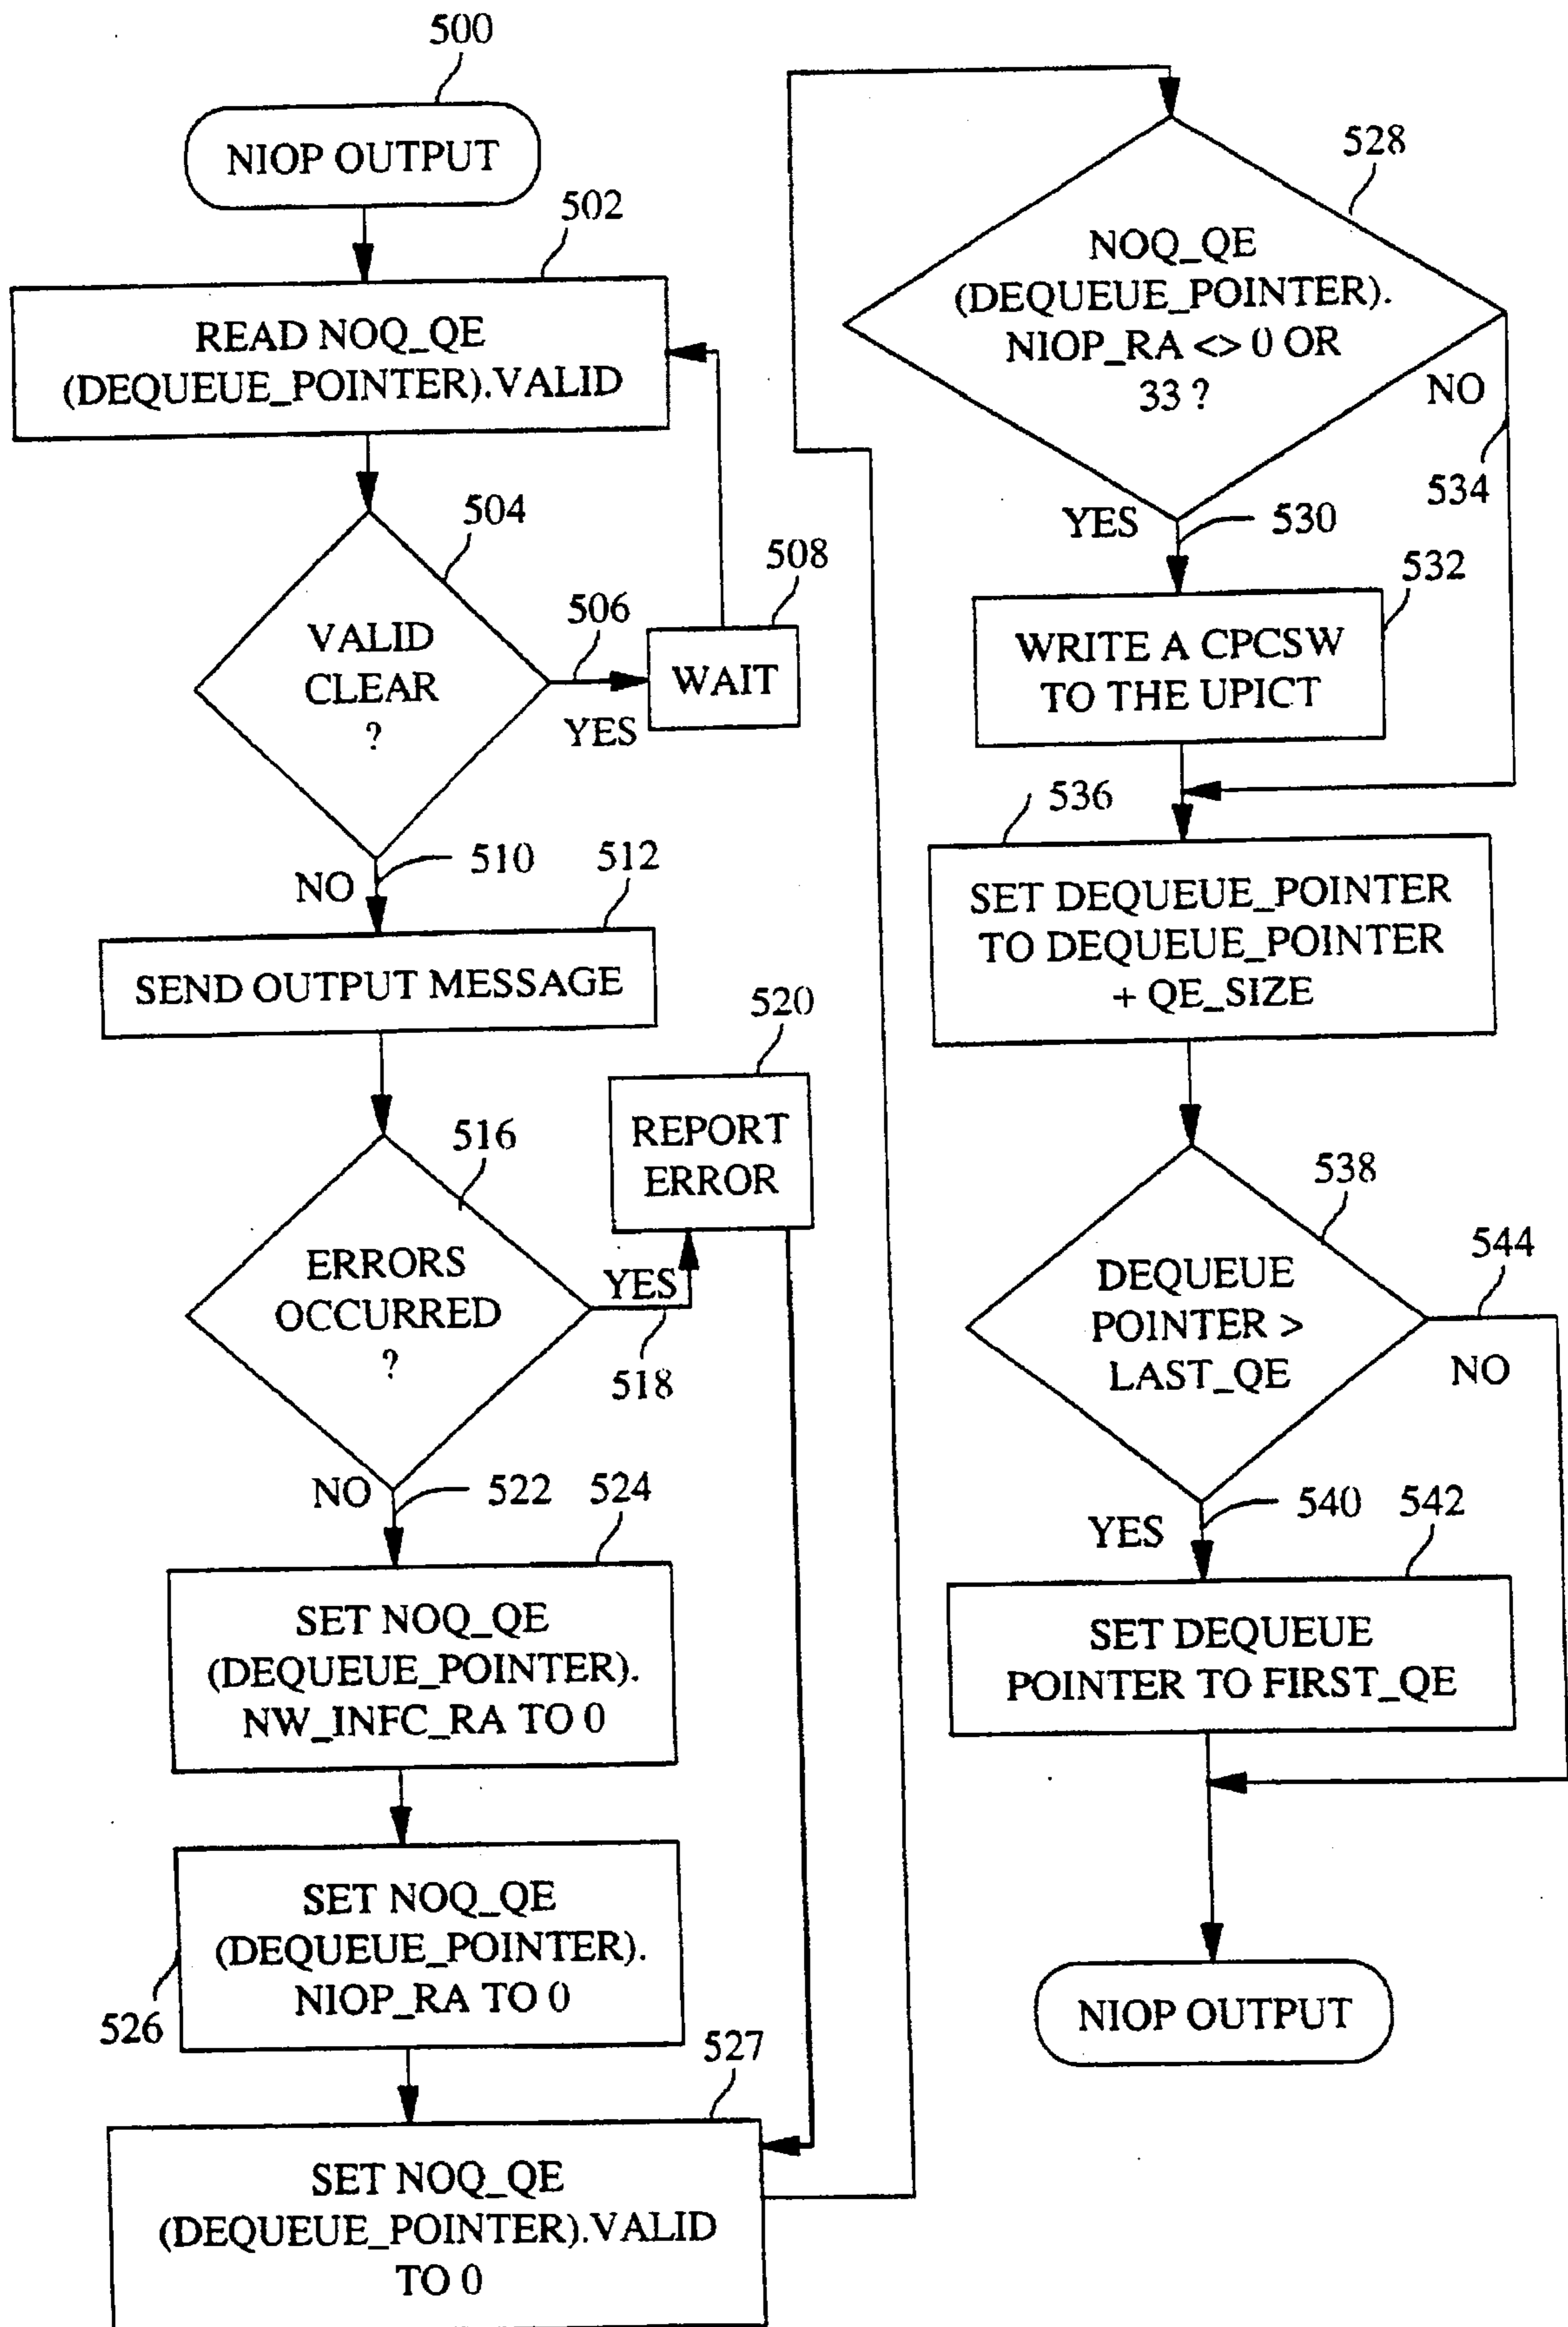 500
NIOP OUTPUT
502
READ NOQ_QE
(DEQUEUE_POINTER).VALID
504
VALID
CLEAR
?
506
YES
508
WAIT
NO
510
512
SEND OUTPUT MESSAGE
516
ERRORS
OCCURRED
?
YES
518
520
REPORT
ERROR
NO
522
524
SET NOQ_QE
(DEQUEUE_POINTER).
NW_INFC_RA TO 0
SET NOQ_QE
(DEQUEUE_POINTER).
NIOP_RA TO 0
526
527
SET NOQ_QE
(DEQUEUE_POINTER).VALID
TO 0
528
NOQ_QE
(DEQUEUE_POINTER).
NIOP_RA <> 0 OR
33 ?
NO
534
YES
530
532
WRITE A CPCSW
TO THE UPICT
536
SET DEQUEUE_POINTER
TO DEQUEUE_POINTER
+ QE_SIZE
538
DEQUEUE
POINTER >
LAST_QE
544
NO
YES
540
542
SET DEQUEUE
POINTER TO FIRST_QE
NIOP OUTPUT